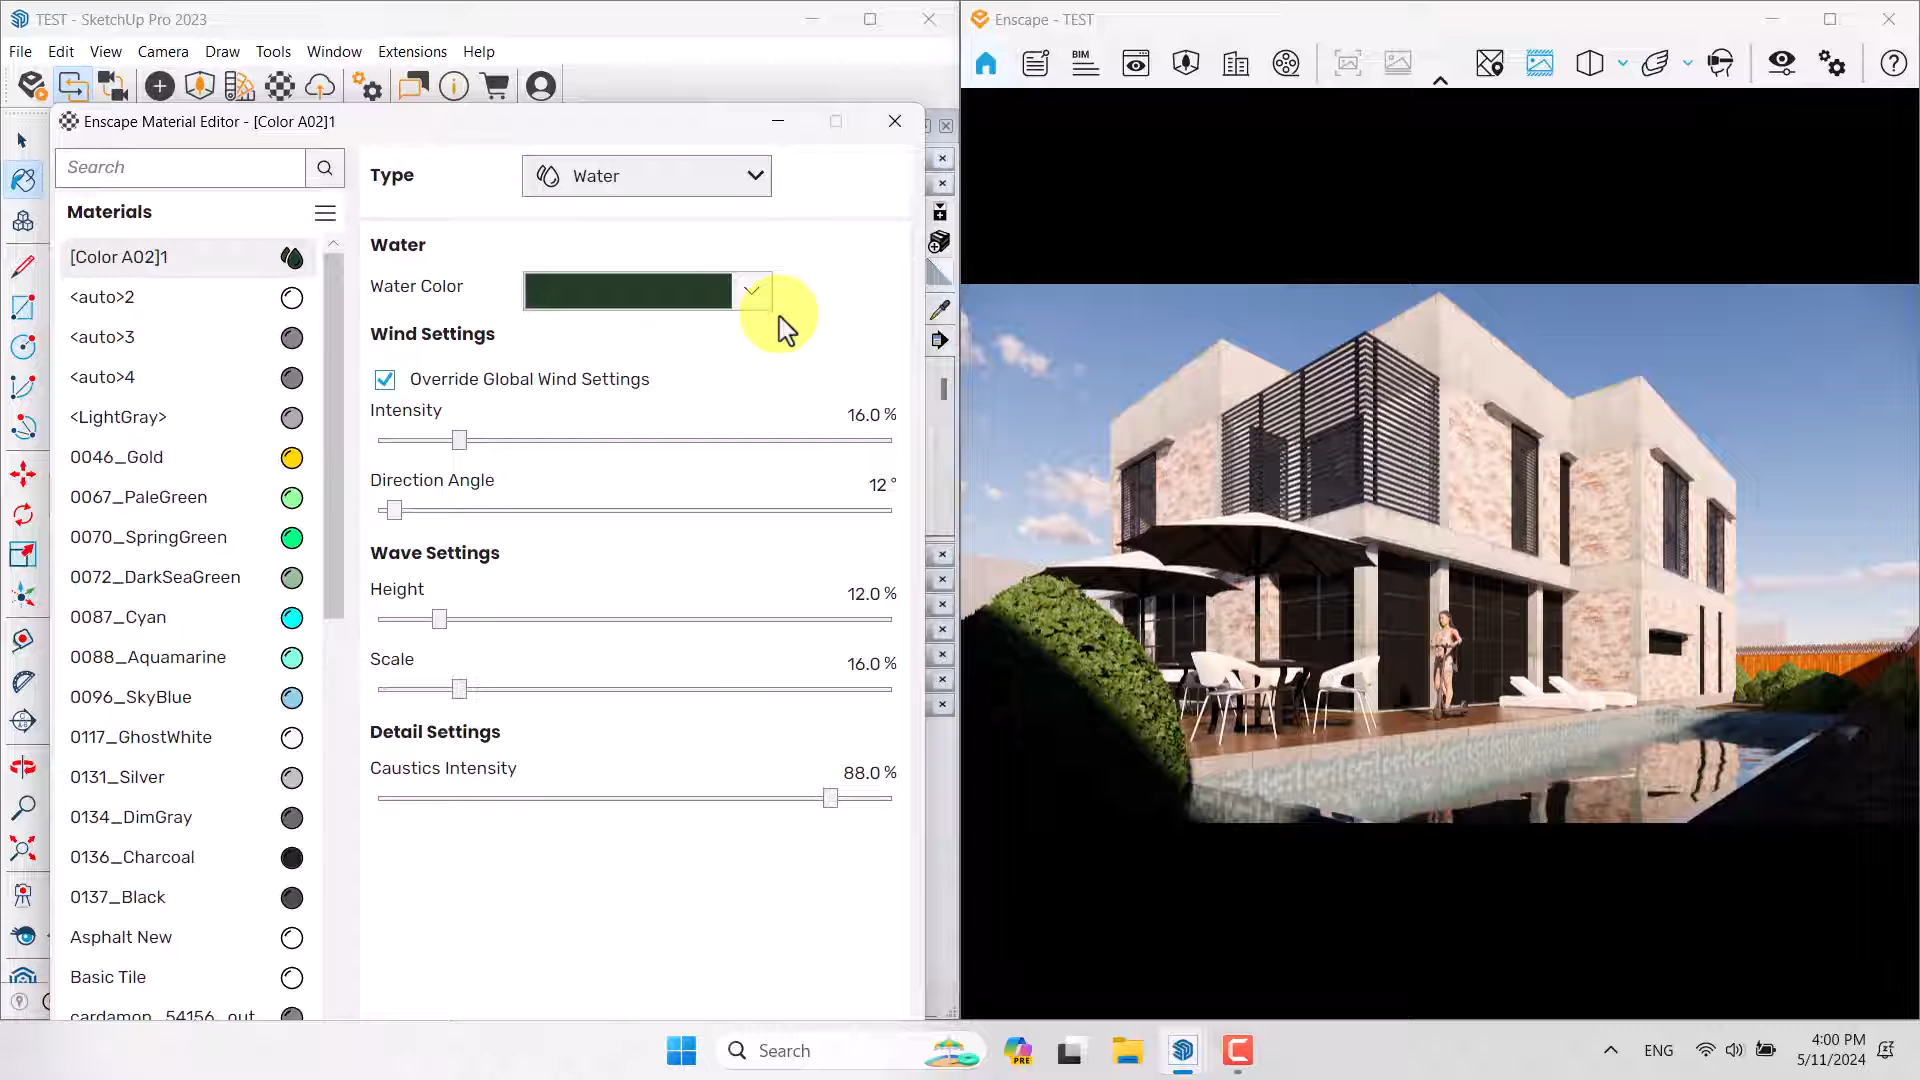 TEST - SketchUp Pro 2023
File Edit View Camera Draw Tools Window Extensions Help
Enscape Material Editor - [Color A02]1
Search
Materials
[Color A02]1
<auto>2
<auto>3
<auto>4
<LightGray>
0046_Gold
0067_PaleGreen
0070_SpringGreen
0072_DarkSeaGreen
0087_Cyan
0088_Aquamarine
0096_SkyBlue
0117_GhostWhite
0131_Silver
0134_DimGray
0136_Charcoal
0137_Black
Asphalt New
Basic Tile
cardamon_54156_out
Type
Water
Water
Water Color
Wind Settings
Override Global Wind Settings
Intensity
16.0 %
Direction Angle
12 °
Wave Settings
Height
12.0 %
Scale
16.0 %
Detail Settings
Caustics Intensity
88.0 %
Enscape - TEST
BIM
Search
PRE
ENG
4:00 PM
5/11/2024